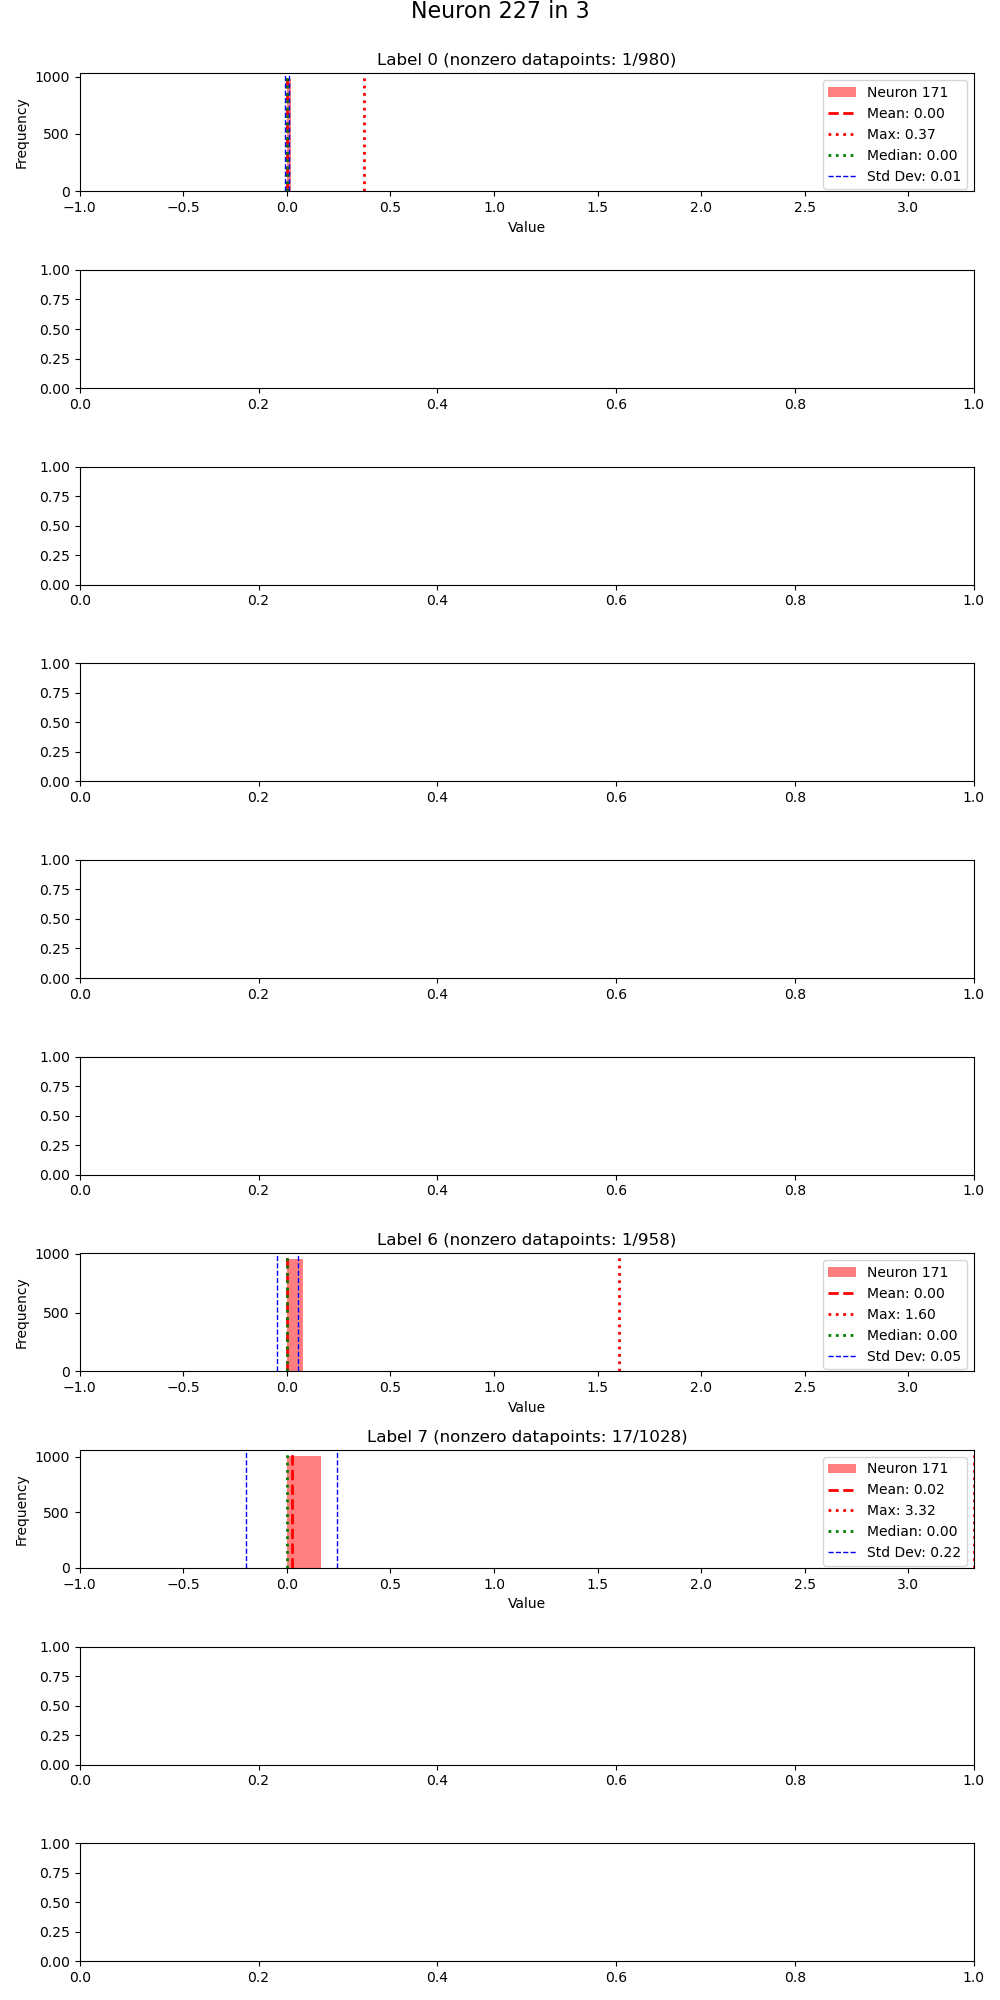 Neuron 227 in 3
Label 0 (nonzero datapoints: 1/980)
1000
500
0
Frequency
Neuron 171
Mean: 0.00
Max: 0.37
Median: 0.00
Std Dev: 0.01
−1.0 −0.5 0.0 0.5 1.0 1.5 2.0 2.5 3.0
Value
1.00
0.75
0.50
0.25
0.00
0.0 0.2 0.4 0.6 0.8 1.0
1.00
0.75
0.50
0.25
0.00
0.0 0.2 0.4 0.6 0.8 1.0
1.00
0.75
0.50
0.25
0.00
0.0 0.2 0.4 0.6 0.8 1.0
1.00
0.75
0.50
0.25
0.00
0.0 0.2 0.4 0.6 0.8 1.0
1.00
0.75
0.50
0.25
0.00
0.0 0.2 0.4 0.6 0.8 1.0
Label 6 (nonzero datapoints: 1/958)
1000
500
0
Frequency
Neuron 171
Mean: 0.00
Max: 1.60
Median: 0.00
Std Dev: 0.05
−1.0 −0.5 0.0 0.5 1.0 1.5 2.0 2.5 3.0
Value
Label 7 (nonzero datapoints: 17/1028)
1000
500
0
Frequency
Neuron 171
Mean: 0.02
Max: 3.32
Median: 0.00
Std Dev: 0.22
−1.0 −0.5 0.0 0.5 1.0 1.5 2.0 2.5 3.0
Value
1.00
0.75
0.50
0.25
0.00
0.0 0.2 0.4 0.6 0.8 1.0
1.00
0.75
0.50
0.25
0.00
0.0 0.2 0.4 0.6 0.8 1.0